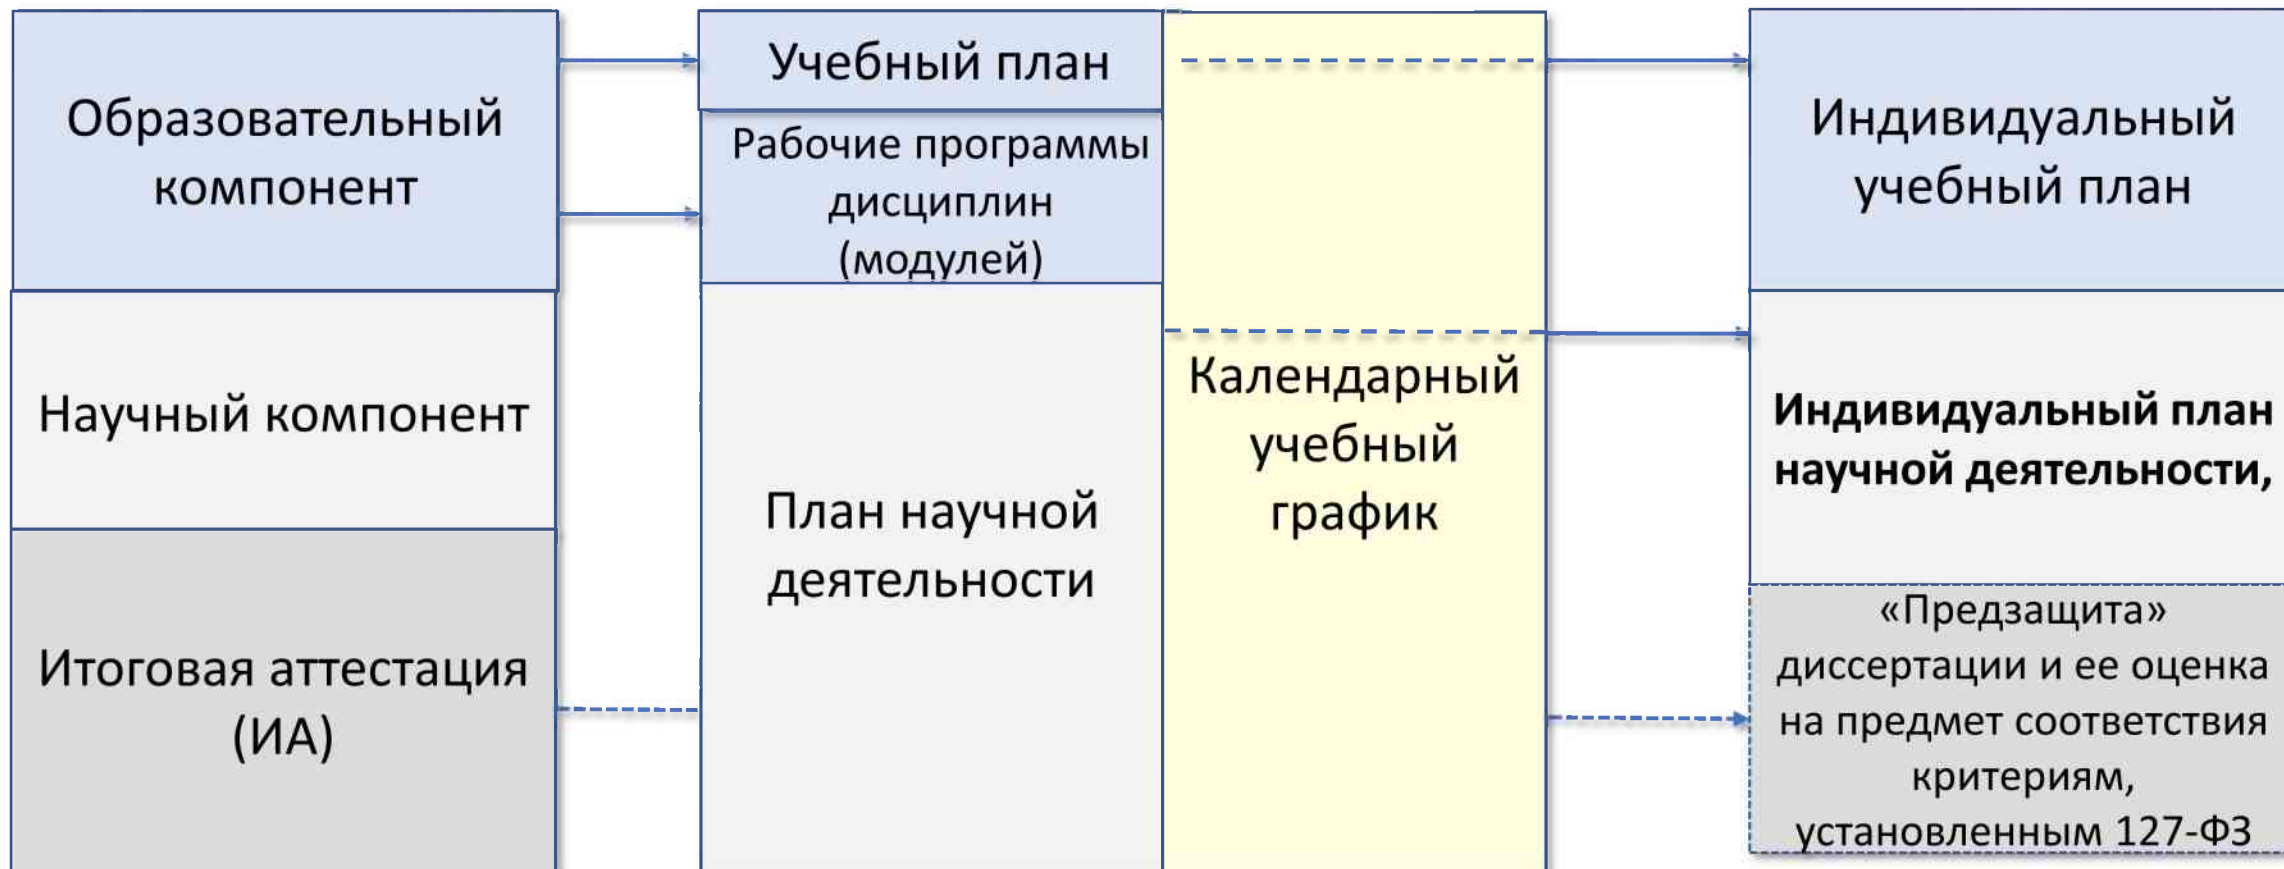 Образовательный
компонент
Научный компонент
Итоговая аттестация
(ИА)
Учебный план
Рабочие программы
дисциплин
(модулей)
План научной
деятельности
Календарный
учебный
график
Индивидуальный
учебный план
Индивидуальный план
научной деятельности,
«Предзащита»
диссертации и ее оценка
на предмет соответствия
критериям,
установленным 127-ФЗ